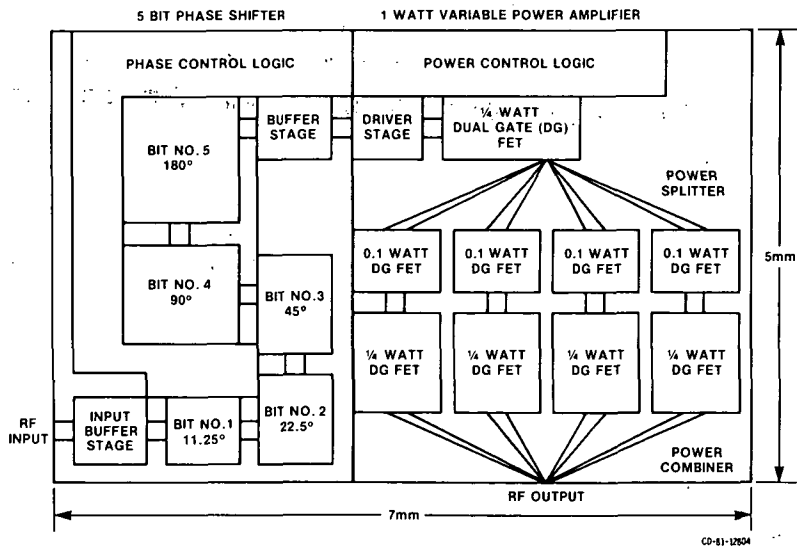 5 BIT PHASE SHIFTER
1 WATT VARIABLE POWER AMPLIFIER
PHASE CONTROL LOGIC
POWER CONTROL LOGIC
BIT NO. 5
180°
BUFFER
STAGE
DRIVER
STAGE
¼ WATT
DUAL GATE (DG)
FET
POWER
SPLITTER
BIT NO. 4
90°
BIT NO.3
45°
0.1 WATT
DG FET
0.1 WATT
DG FET
0.1 WATT
DG FET
0.1 WATT
DG FET
5mm
¼ WATT
DG FET
¼ WATT
DG FET
¼ WATT
DG FET
¼ WATT
DG FET
RF
INPUT
INPUT
BUFFER
STAGE
BIT NO.1
11.25°
BIT NO. 2
22.5°
POWER
COMBINER
RF OUTPUT
7mm
CD-81-12604